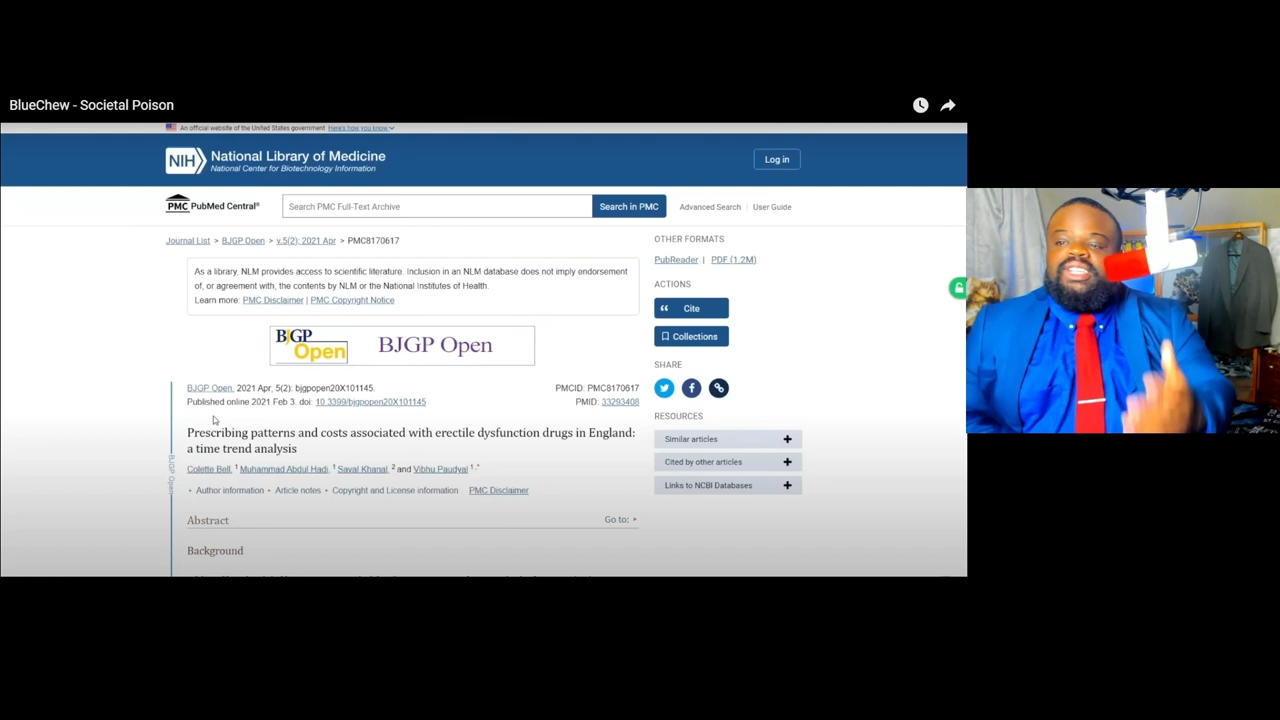 BlueChew - Societal Poison
An official website of the United States government Here's how you know
NIH National Library of Medicine
National Center for Biotechnology Information
Log in
PMC PubMed Central®
Search PMC Full-Text Archive
Search in PMC
Advanced Search
User Guide
Journal List > BJGP Open > v.5(2); 2021 Apr > PMC8170617
As a library, NLM provides access to scientific literature. Inclusion in an NLM database does not imply endorsement
of, or agreement with, the contents by NLM or the National Institutes of Health.
Learn more: PMC Disclaimer | PMC Copyright Notice
BJGP
Open
BJGP Open
BJGP Open. 2021 Apr; 5(2): bjgpopen20X101145.
PMCID: PMC8170617
Published online 2021 Feb 3. doi: 10.3399/bjgpopen20X101145
PMID: 33293408
Prescribing patterns and costs associated with erectile dysfunction drugs in England:
a time trend analysis
Colette Bell, 1 Muhammad Abdul Hadi, 1 Saval Khanal, 2 and Vibhu Paudyal 1,*
Author information • Article notes • Copyright and License information PMC Disclaimer
Abstract
Go to:
Background
BJGP Open
OTHER FORMATS
PubReader | PDF (1.2M)
ACTIONS
Cite
Collections
SHARE
RESOURCES
Similar articles
Cited by other articles
Links to NCBI Databases